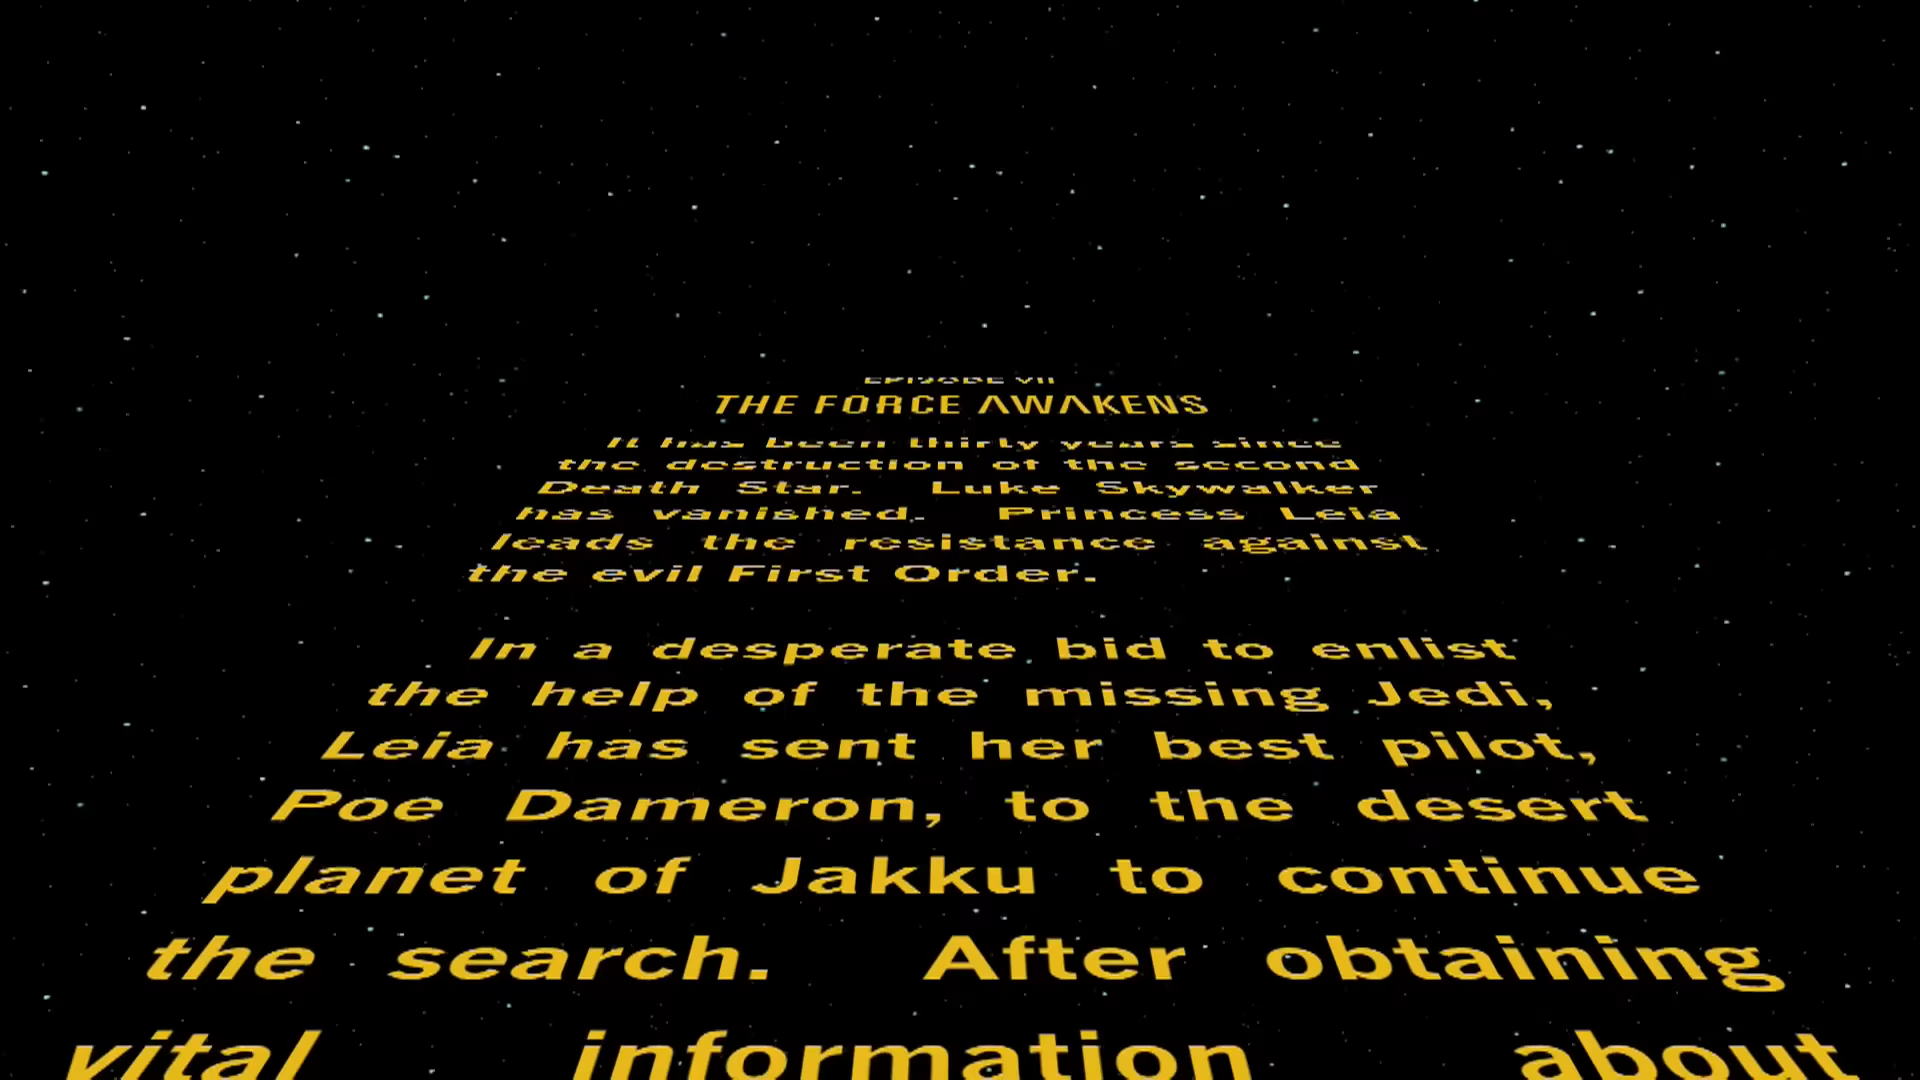 EPISODE VII
THE FORCE AWAKENS
It has been thirty years since
the destruction of the second
Death Star. Luke Skywalker
has vanished. Princess Leia
leads the resistance against
the evil First Order.
In a desperate bid to enlist
the help of the missing Jedi,
Leia has sent her best pilot,
Poe Dameron, to the desert
planet of Jakku to continue
the search. After obtaining
vital information about